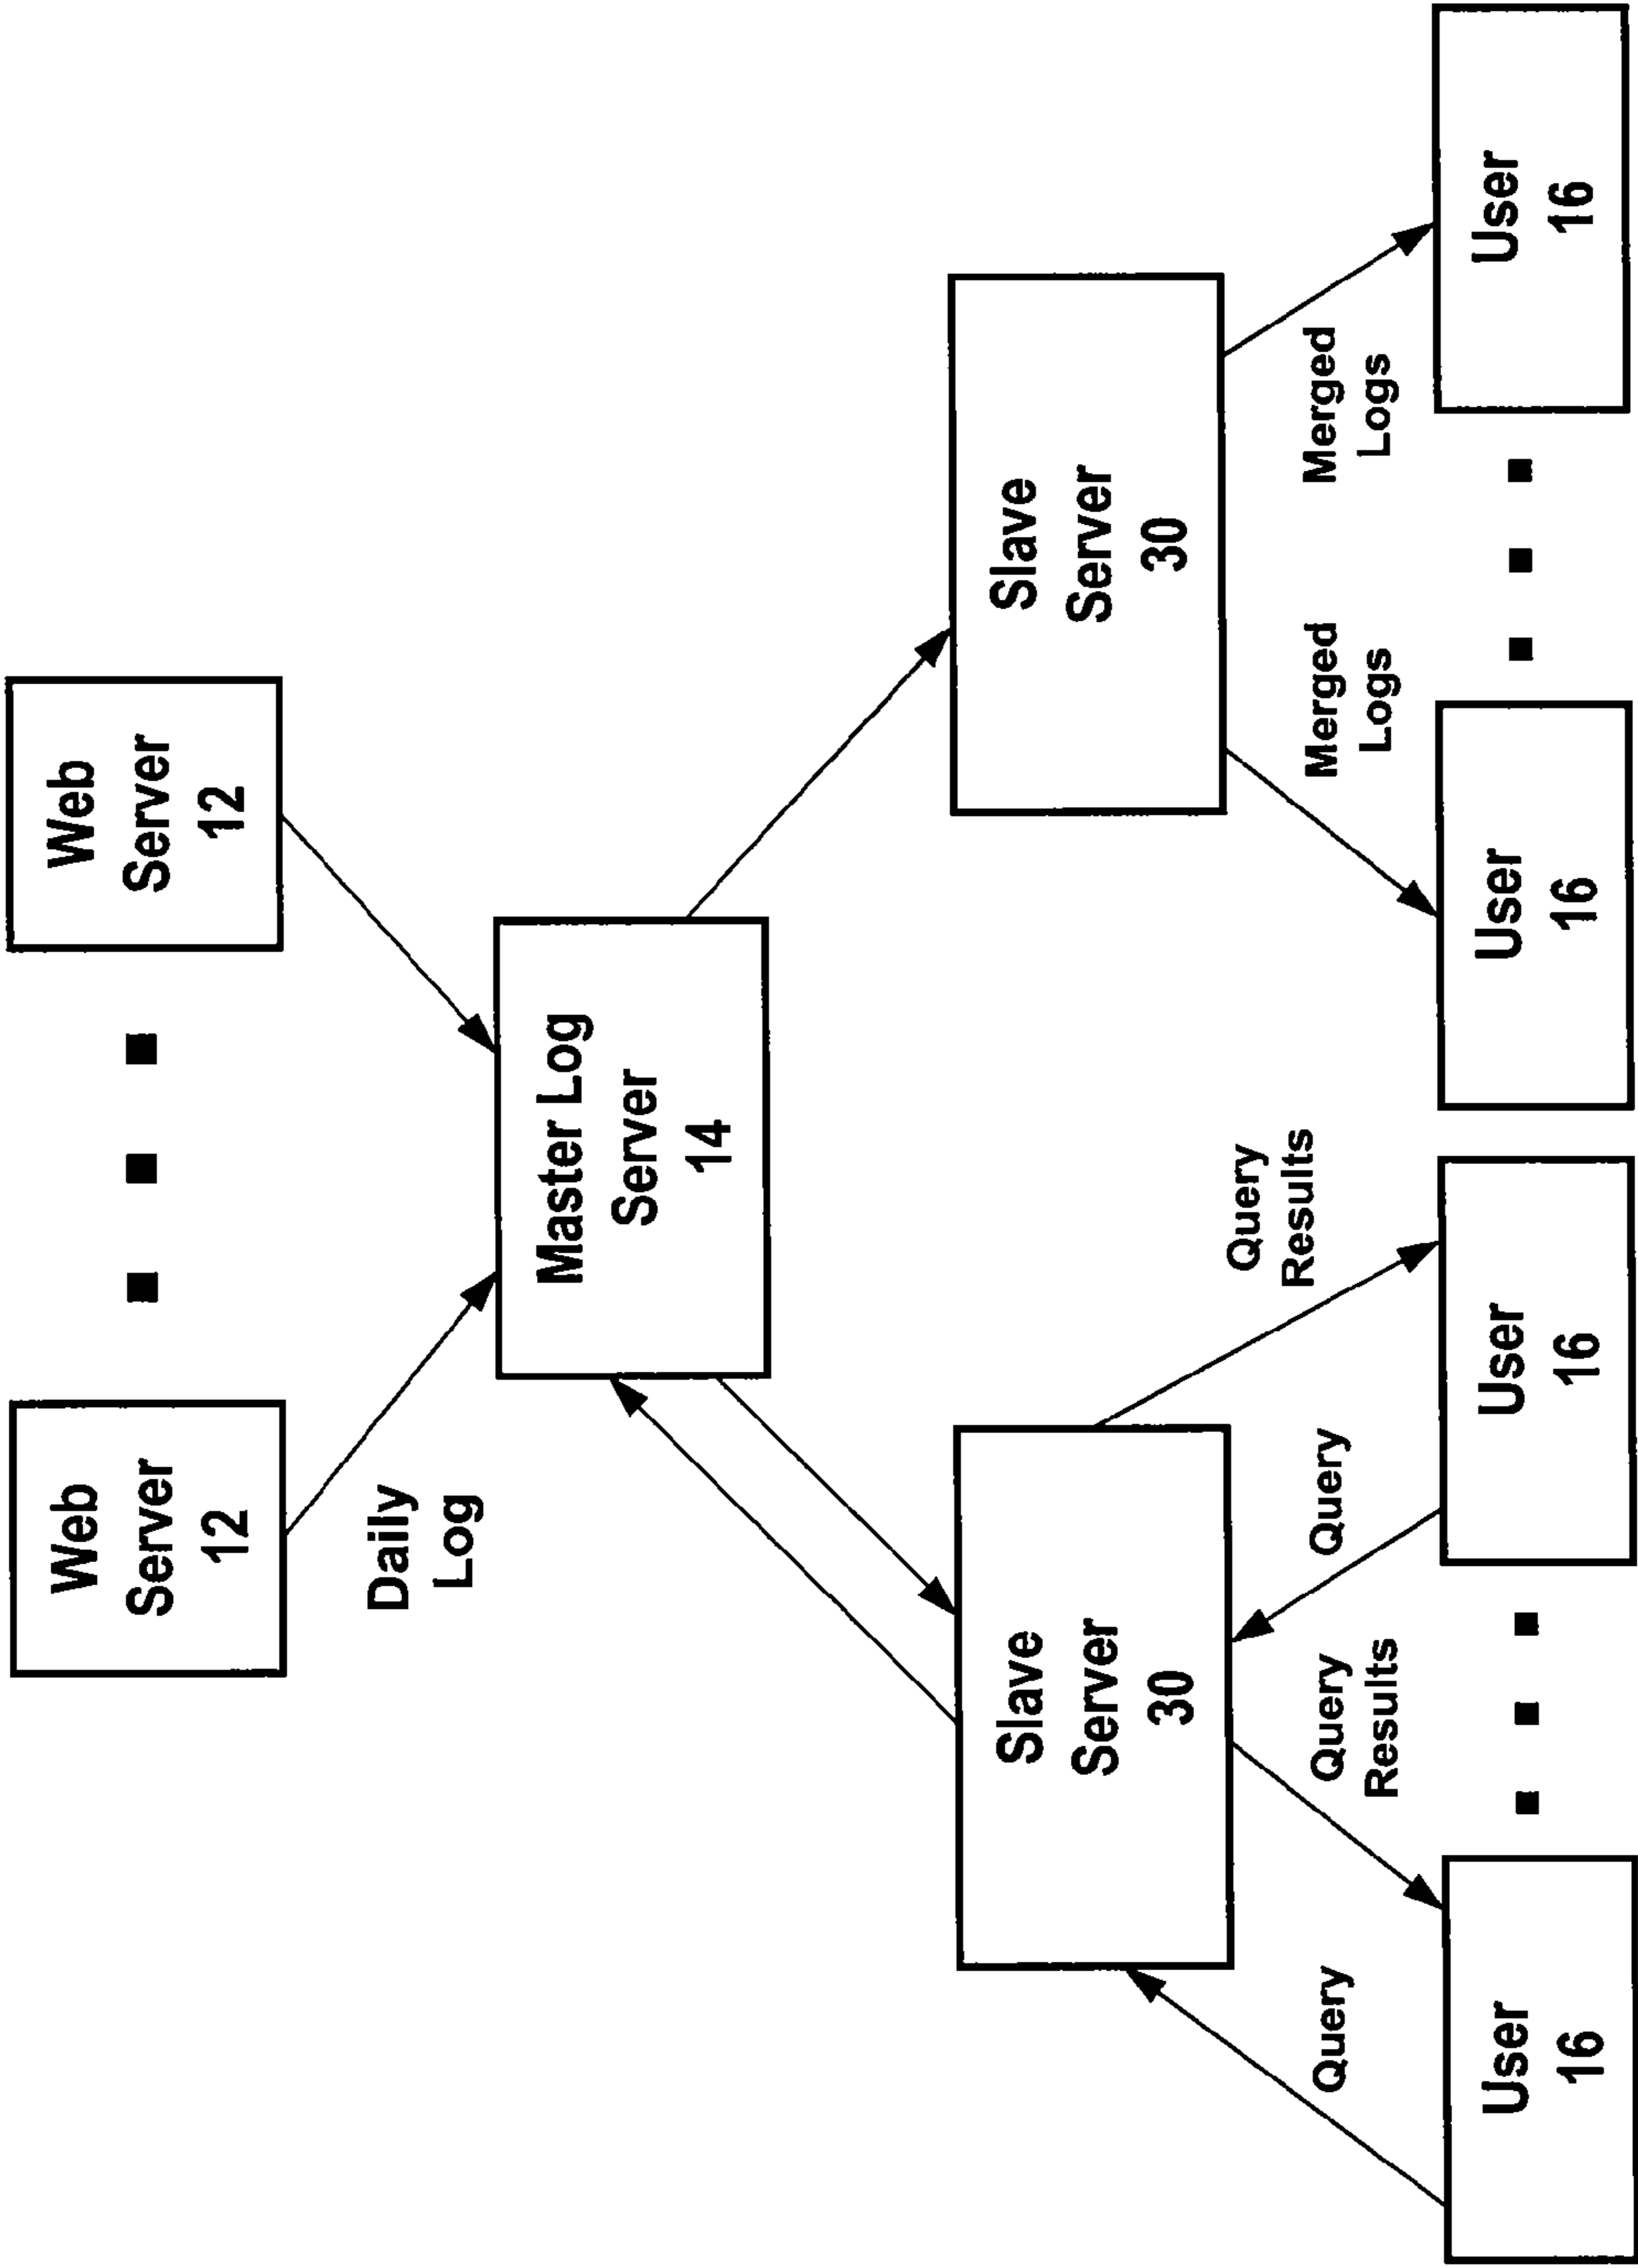 Web
Server
12
Web
Server
12
Daily
Log
Master Log
Server
14
Slave
Server
30
Slave
Server
30
Query
Query
Results
Query
Query
Results
Merged
Logs
Merged
Logs
User
16
User
16
User
16
User
16